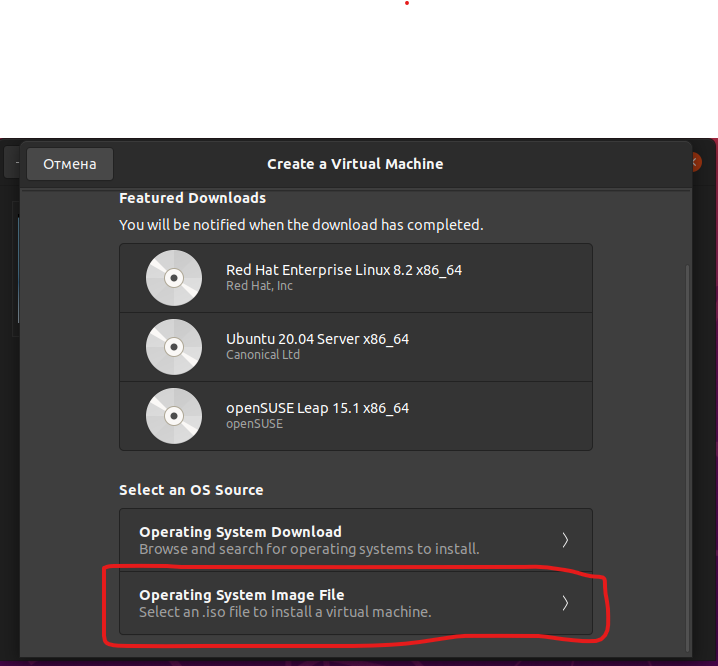 Отмена
Create a Virtual Machine
Featured Downloads
You will be notified when the download has completed.
Red Hat Enterprise Linux 8.2 x86_64
Red Hat, Inc
Ubuntu 20.04 Server x86_64
Canonical Ltd
openSUSE Leap 15.1 x86_64
openSUSE
Select an OS Source
Operating System Download
Browse and search for operating systems to install.
Operating System Image File
Select an .iso file to install a virtual machine.